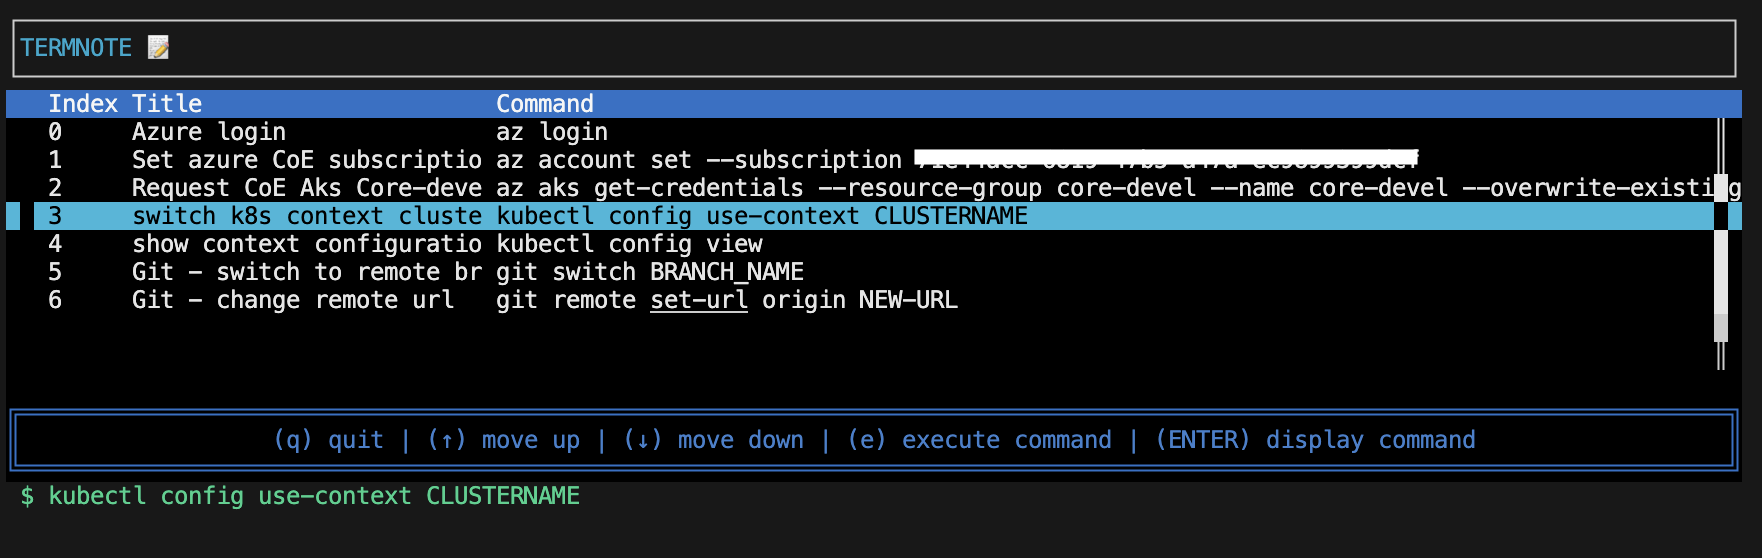 TERMNOTE 📝
Index Title Command
0 Azure login az login
1 Set azure CoE subscriptio az account set --subscription
2 Request CoE Aks Core-deve az aks get-credentials --resource-group core-devel --name core-devel --overwrite-existi g
3 switch k8s context cluste kubectl config use-context CLUSTERNAME
4 show context configuratio kubectl config view
5 Git - switch to remote br git switch BRANCH_NAME
6 Git - change remote url git remote set-url origin NEW-URL
(q) quit | (↑) move up | (↓) move down | (e) execute command | (ENTER) display command
$ kubectl config use-context CLUSTERNAME